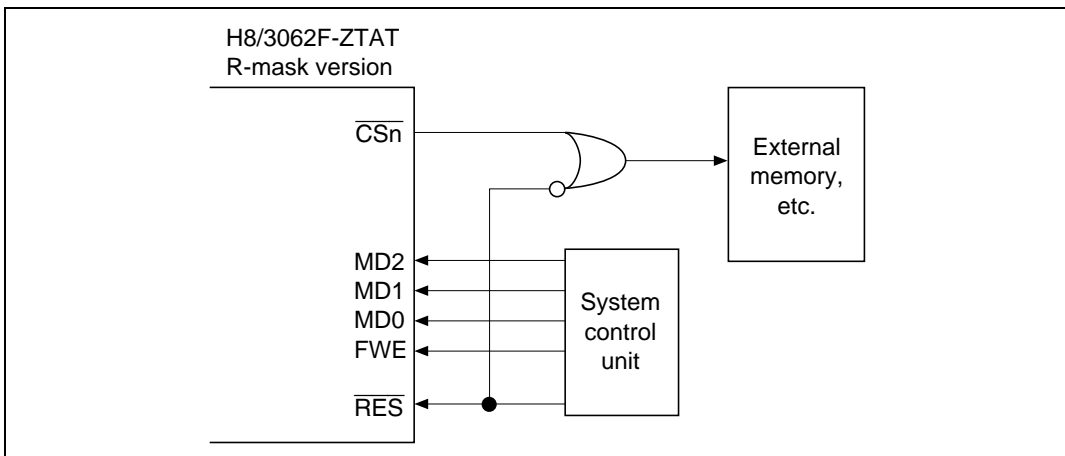 H8/3062F-ZTAT
R-mask version
CSn
External
memory,
etc.
MD2
MD1
MD0
FWE
RES
System
control
unit